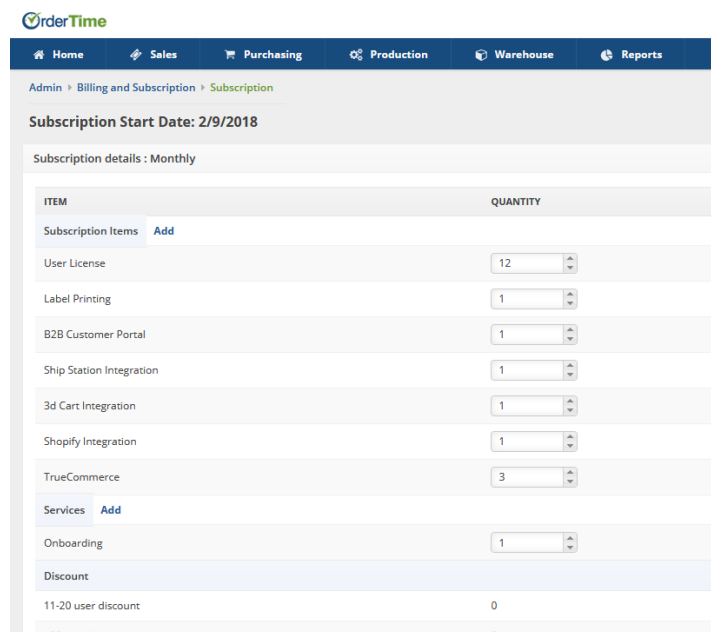 OrderTime
Home Sales Purchasing Production Warehouse Reports
Admin Billing and Subscription Subscription
Subscription Start Date: 2/9/2018
Subscription details : Monthly
ITEM QUANTITY
Subscription Items Add
User License 12
Label Printing 1
B2B Customer Portal 1
Ship Station Integration 1
3d Cart Integration 1
Shopify Integration 1
TrueCommerce 3
Services Add
Onboarding 1
Discount
11-20 user discount 0